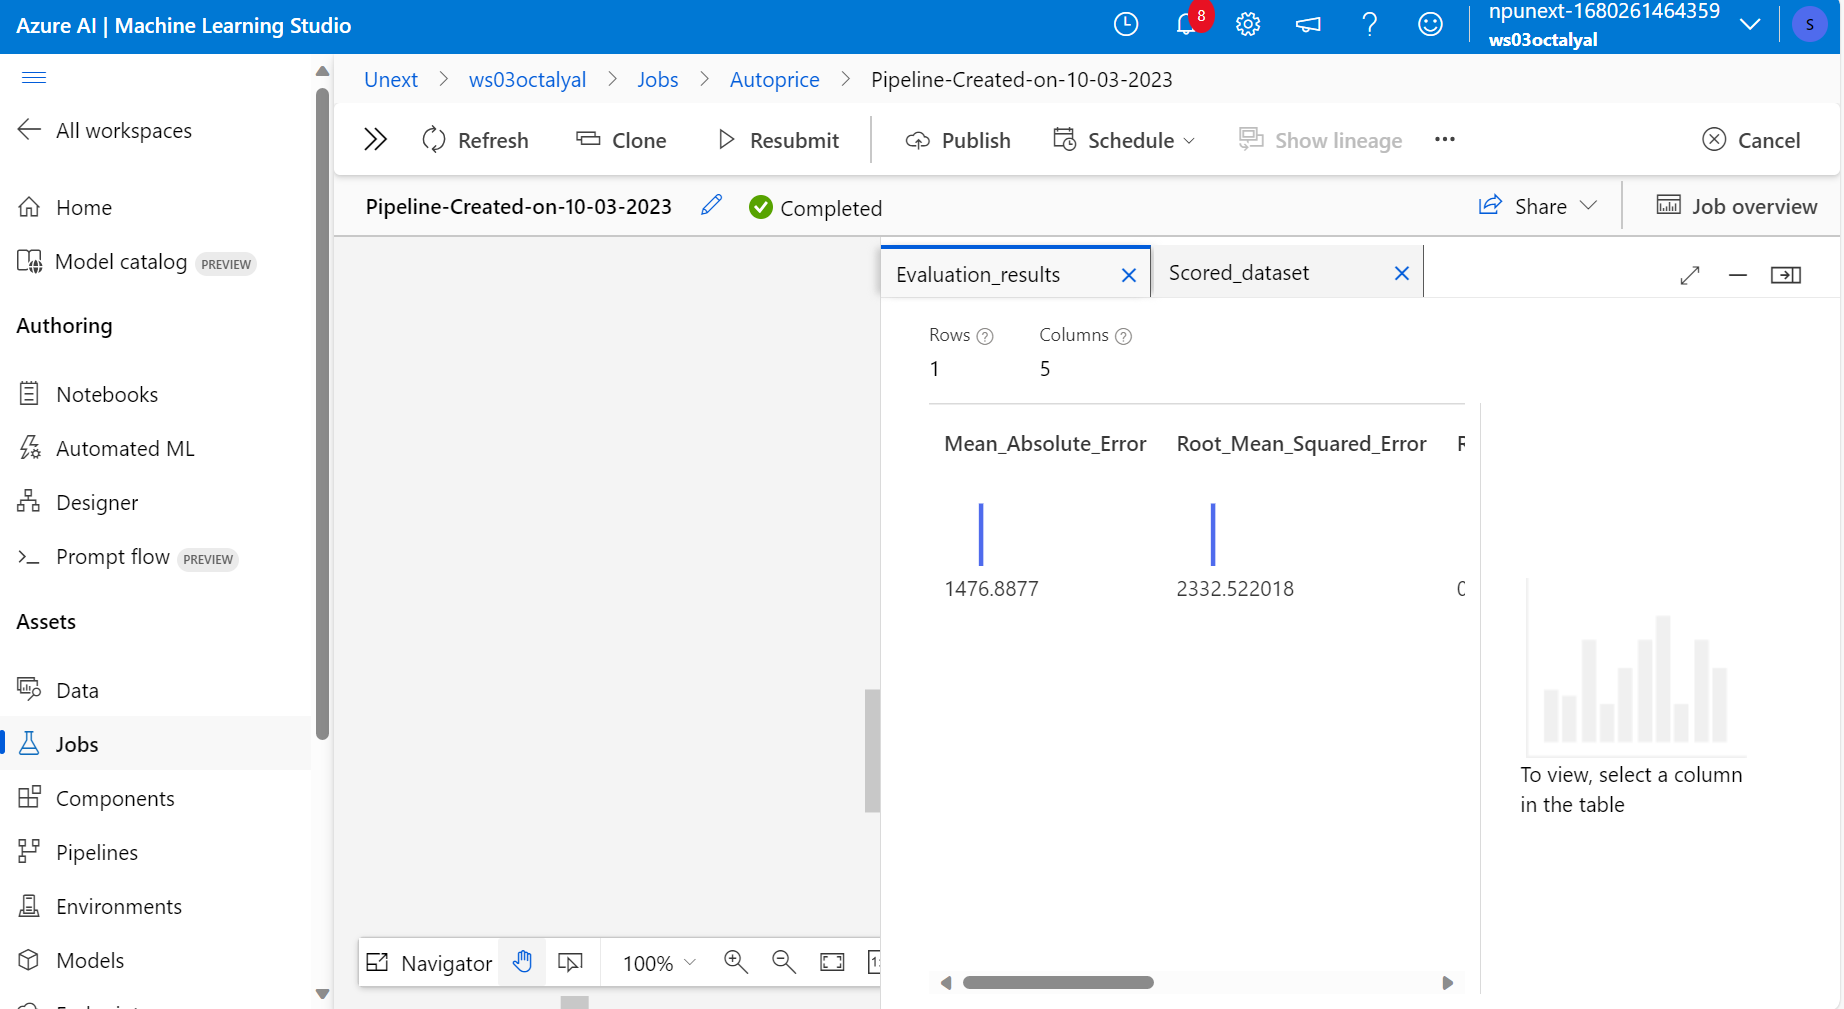 Azure AI | Machine Learning Studio
8
npunext-1680261464359
ws03octalyal
S
All workspaces
Home
Model catalog PREVIEW
Authoring
Notebooks
Automated ML
Designer
Prompt flow PREVIEW
Assets
Data
Jobs
Components
Pipelines
Environments
Models
Unext > ws03octalyal > Jobs > Autoprice > Pipeline-Created-on-10-03-2023
Refresh Clone Resubmit Publish Schedule Show lineage ··· Cancel
Pipeline-Created-on-10-03-2023 Completed Share Job overview
Evaluation_results Scored_dataset
Rows Columns
1 5
Mean_Absolute_Error Root_Mean_Squared_Error
1476.8877 2332.522018
To view, select a column
in the table
Navigator 100%